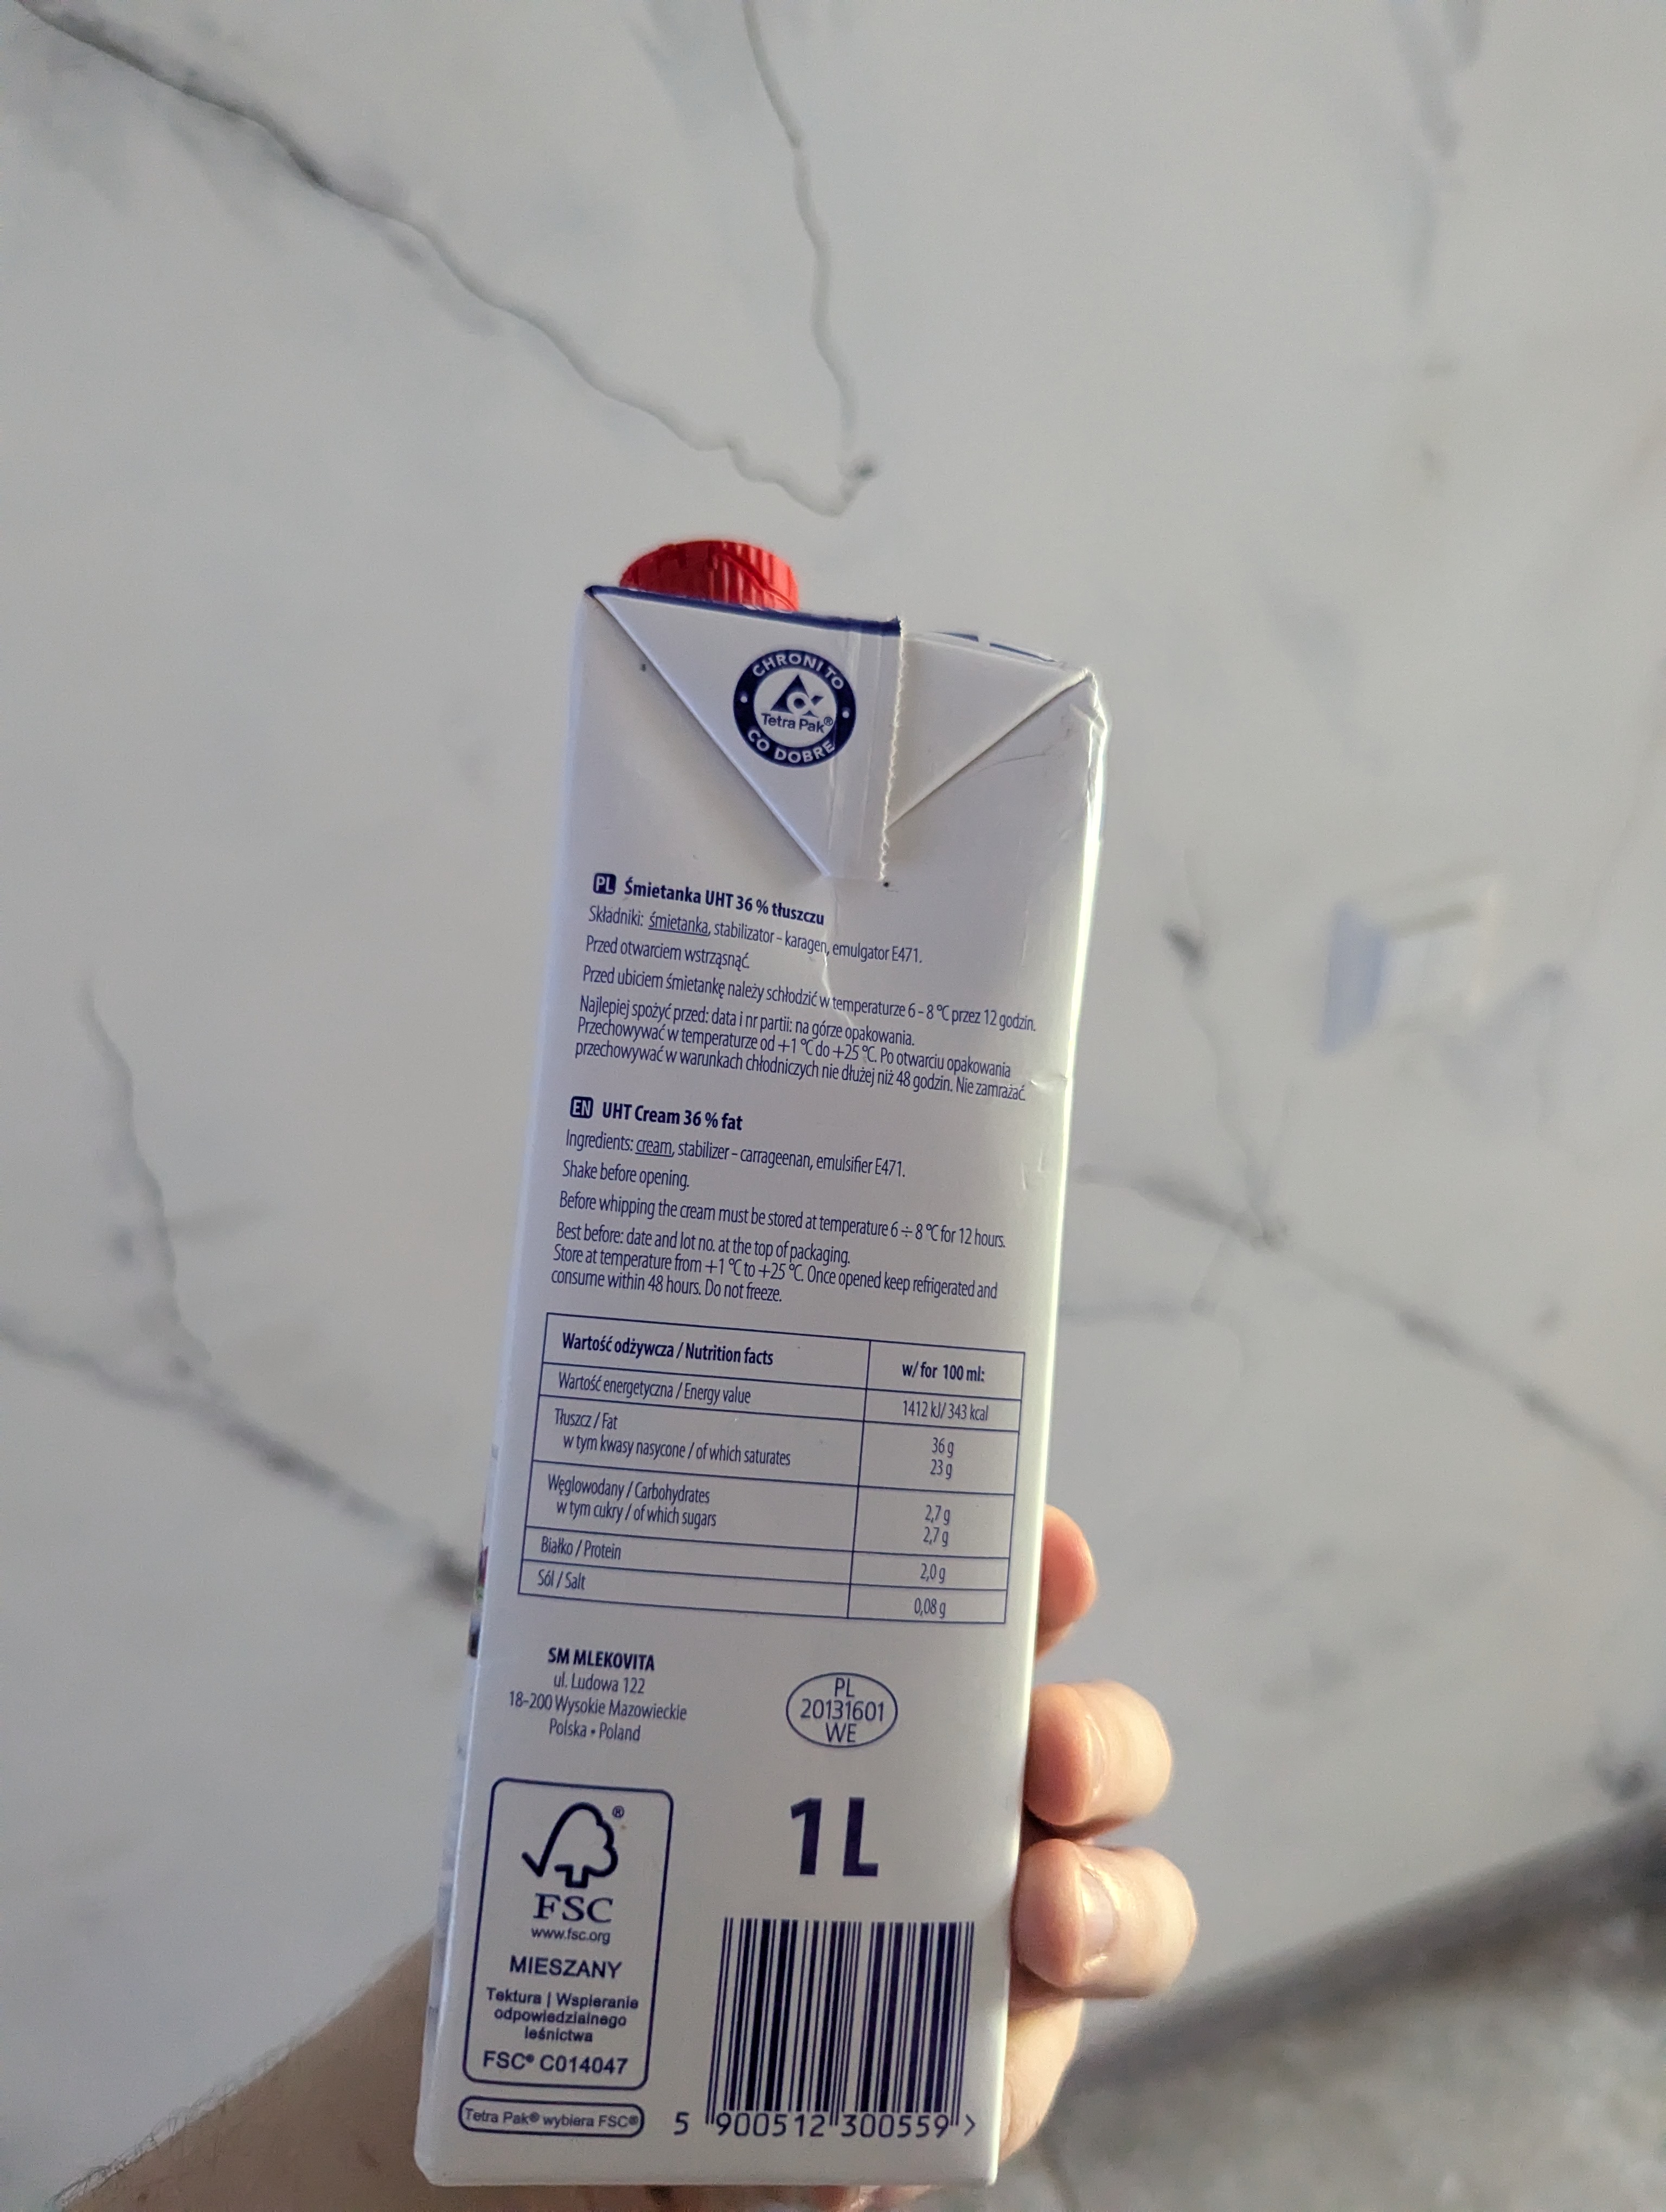 CHRONI TO
Tetra Pak®
CO DOBRE
PL Śmietanka UHT 36 % tłuszczu
Składniki: śmietanka, stabilizator – karagen, emulgator E471.
Przed otwarciem wstrząsnąć.
Przed ubiciem śmietankę należy schłodzić w temperaturze 6 – 8 °C przez 12 godzin.
Najlepiej spożyć przed: data i nr partii: na górze opakowania.
Przechowywać w temperaturze od +1 °C do +25 °C. Po otwarciu opakowania
przechowywać w warunkach chłodniczych nie dłużej niż 48 godzin. Nie zamrażać.
EN UHT Cream 36 % fat
Ingredients: cream, stabilizer – carrageenan, emulsifier E471.
Shake before opening.
Before whipping the cream must be stored at temperature 6 ÷ 8 °C for 12 hours.
Best before: date and lot no. at the top of packaging.
Store at temperature from +1 °C to +25 °C. Once opened keep refrigerated and
consume within 48 hours. Do not freeze.
Wartość odżywcza / Nutrition facts w/ for 100 ml:
Wartość energetyczna / Energy value 1412 kJ/ 343 kcal
Tłuszcz / Fat 36 g
w tym kwasy nasycone / of which saturates 23 g
Węglowodany / Carbohydrates 2,7 g
w tym cukry / of which sugars 2,7 g
Białko / Protein 2,0 g
Sól / Salt 0,08 g
SM MLEKOVITA
ul. Ludowa 122
18-200 Wysokie Mazowieckie
Polska • Poland
PL
20131601
WE
1L
®
FSC
www.fsc.org
MIESZANY
Tektura | Wspieranie
odpowiedzialnego
leśnictwa
FSC® C014047
Tetra Pak® wybiera FSC®
5 900512 300559 >